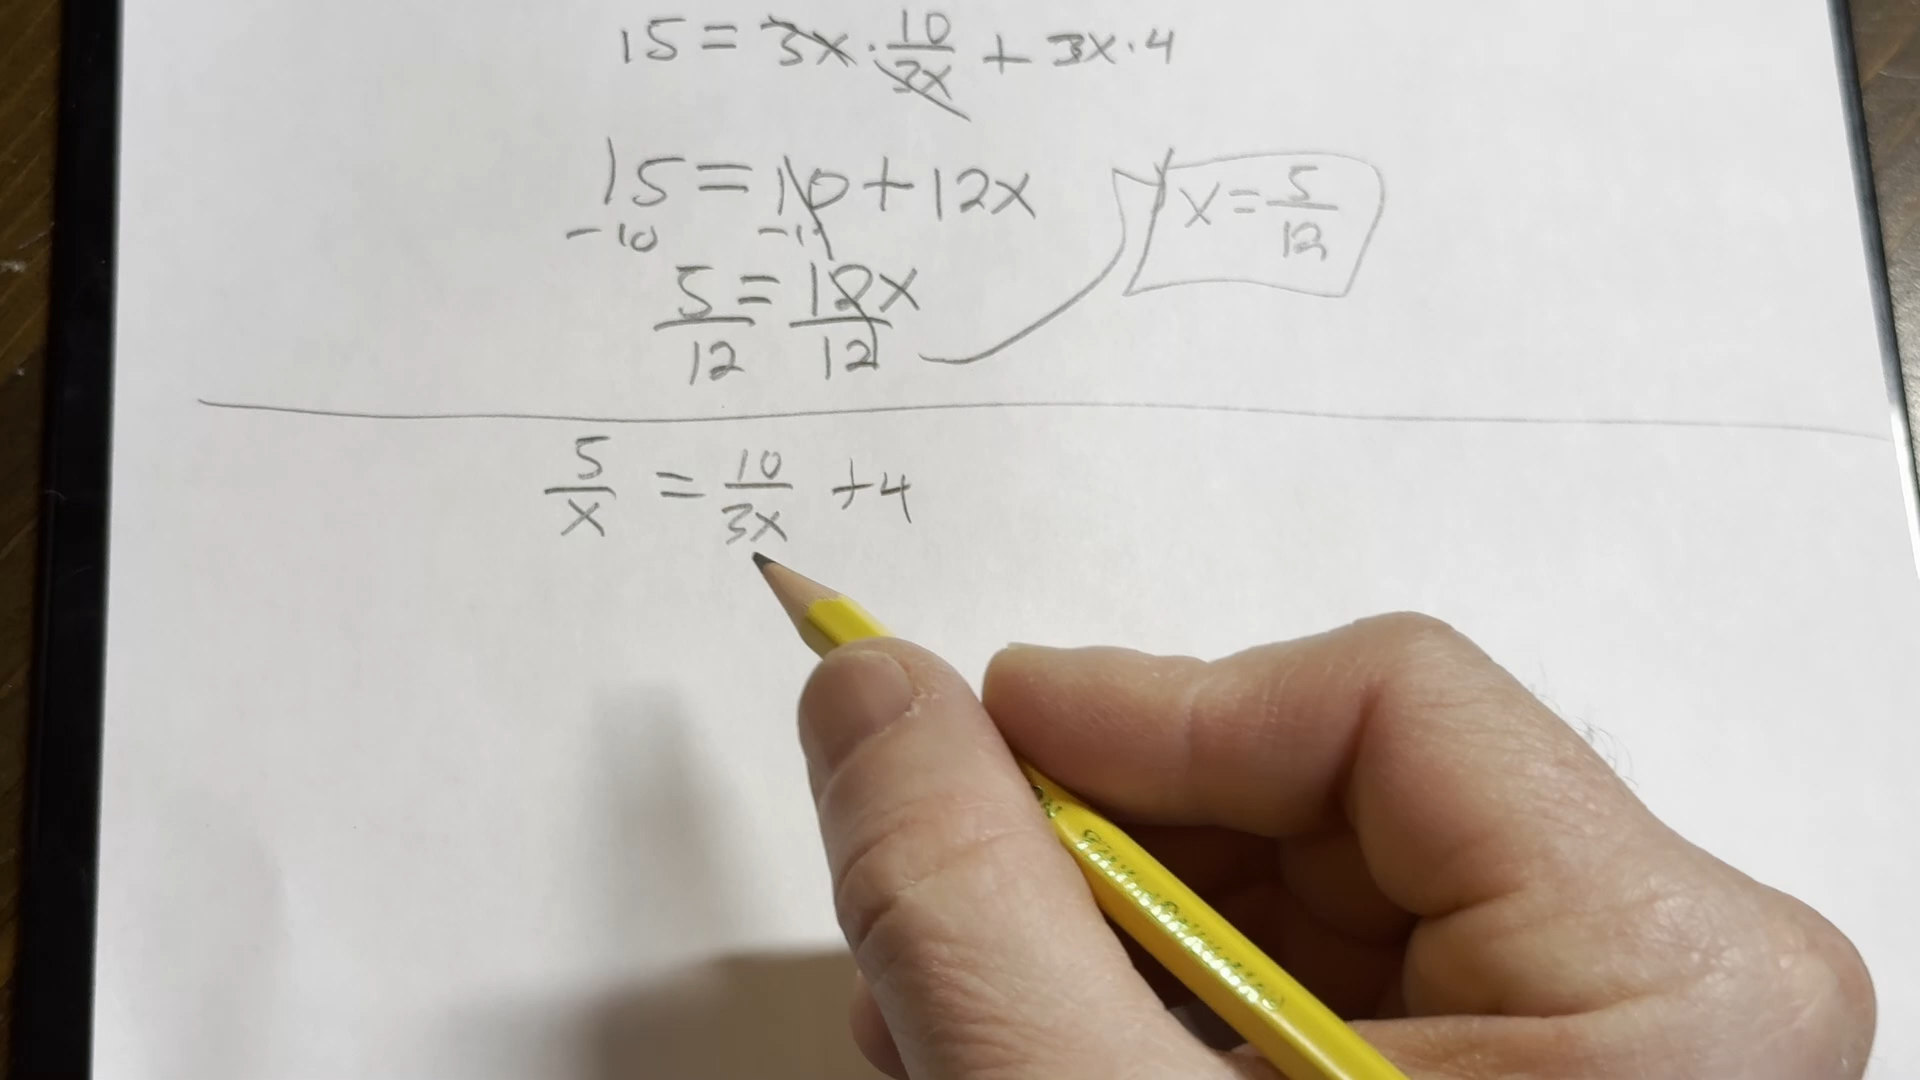 15 = 3x · 10/3x + 3x · 4
15 = 10 + 12x
-10 -1
5/12 = 12x/12
x = 5/12
5/x = 10/3x + 4